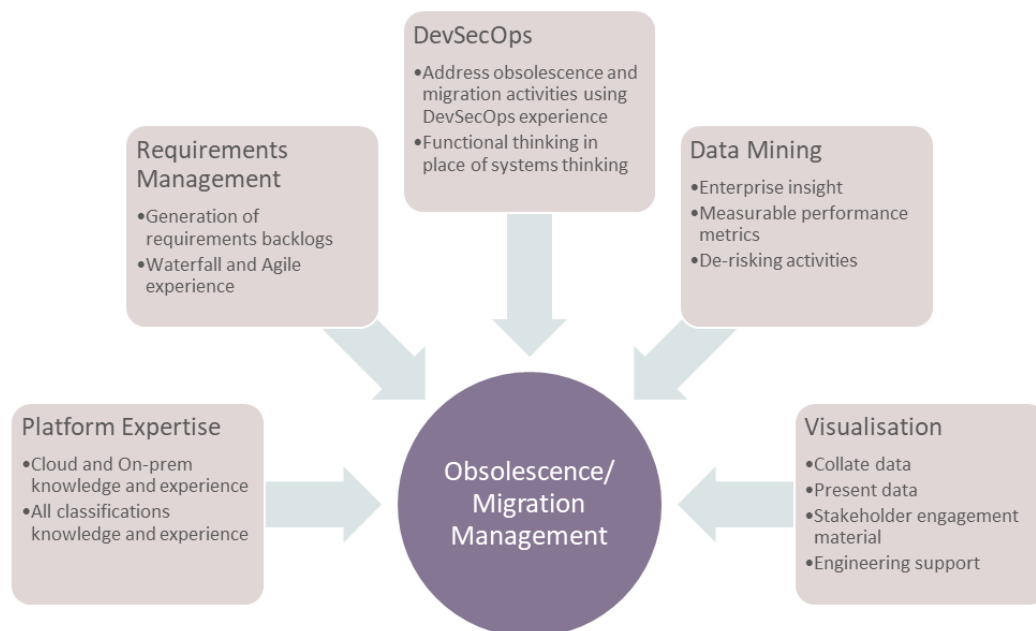 DevSecOps
•Address obsolescence and
migration activities using
DevSecOps experience
•Functional thinking in
place of systems thinking
Requirements
Management
•Generation of
requirements backlogs
•Waterfall and Agile
experience
Data Mining
•Enterprise insight
•Measurable performance
metrics
•De-risking activities
Platform Expertise
•Cloud and On-prem
knowledge and experience
•All classifications
knowledge and experience
Obsolescence/
Migration
Management
Visualisation
•Collate data
•Present data
•Stakeholder engagement
material
•Engineering support